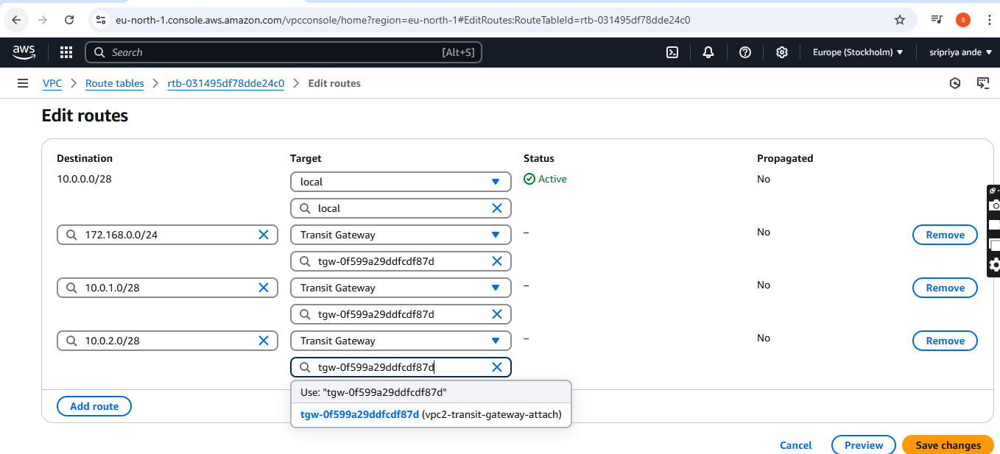 eu-north-1.console.aws.amazon.com/vpcconsole/home?region=eu-north-1#EditRoutes:RouteTableId=rtb-031495df78dde24c0
S
aws
Search [Alt+S]
Europe (Stockholm)
sripriya ande
VPC > Route tables > rtb-031495df78dde24c0 > Edit routes
Edit routes
Destination Target Status Propagated
10.0.0.0/28 local Active No
local
172.168.0.0/24 Transit Gateway – No Remove
tgw-0f599a29ddfcdf87d
10.0.1.0/28 Transit Gateway – No Remove
tgw-0f599a29ddfcdf87d
10.0.2.0/28 Transit Gateway – No Remove
tgw-0f599a29ddfcdf87d
Use: "tgw-0f599a29ddfcdf87d"
Add route
tgw-0f599a29ddfcdf87d (vpc2-transit-gateway-attach)
Cancel Preview Save changes